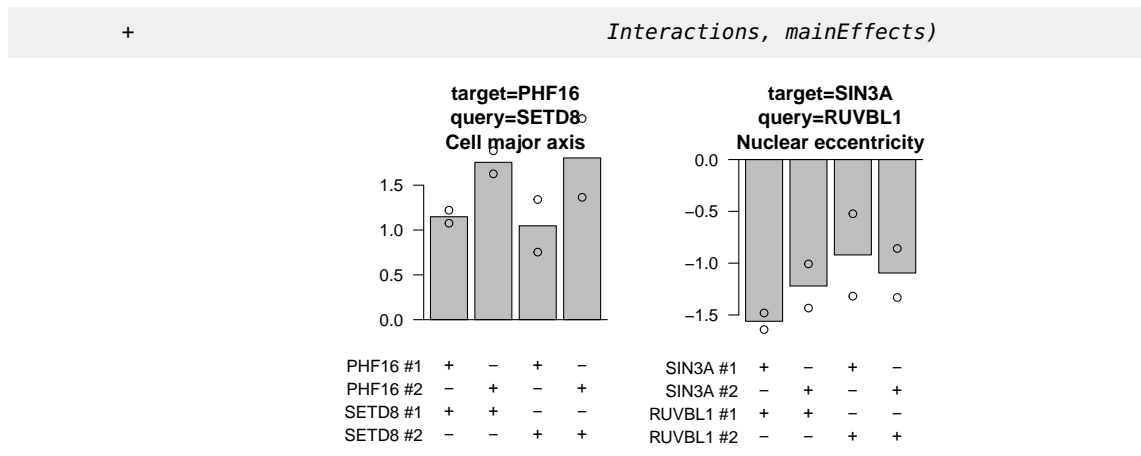 + Interactions, mainEffects)
target=PHF16
query=SETD8
Cell major axis
1.5
1.0
0.5
0.0
PHF16 #1 + − + −
PHF16 #2 − + − +
SETD8 #1 + + − −
SETD8 #2 − − + +
target=SIN3A
query=RUVBL1
Nuclear eccentricity
0.0
−0.5
−1.0
−1.5
SIN3A #1 + − + −
SIN3A #2 − + − +
RUVBL1 #1 + + − −
RUVBL1 #2 − − + +